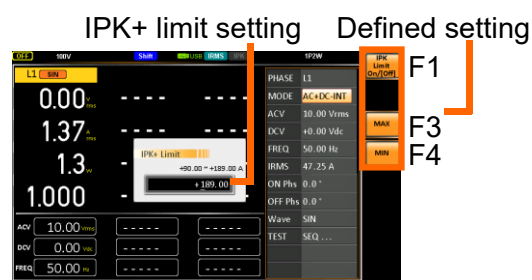 IPK+ limit setting Defined setting
OFF 100V Shift USB IRMS IPK 1P2W
L1 SIN
0.00 Vrms
1.37 Arms
1.3 W
1.000
---- ----
---- ----
---- ----
---- ----
IPK+ Limit
+90.00 ~ +189.00 A
+189.00
ACV 10.00 Vrms ----- -----
DCV 0.00 Vdc ----- -----
FREQ 50.00 Hz ----- -----
PHASE L1
MODE AC+DC-INT
ACV 10.00 Vrms
DCV +0.00 Vdc
FREQ 50.00 Hz
IRMS 47.25 A
ON Phs 0.0 °
OFF Phs 0.0 °
Wave SIN
TEST SEQ ...
IPK
Limit
On/[Off]
F1
MAX F3
MIN F4